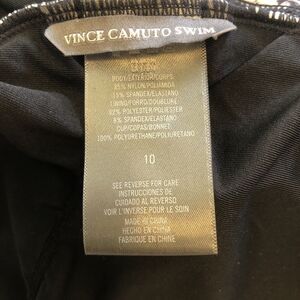 VINCE CAMUTO SWIM
BODY/EXTERIOR/CORPS:
85% NYLON/POLIAMIDA
15% SPANDEX/ELASTANO
LINING/FORRO/DOUBLURE
92% POLYESTER/POLIESTER
8% SPANDEX/ELASTANO
CUP/COPAS/BONNET:
100% POLYURETHANE/POLIURETANO
10
SEE REVERSE FOR CARE
INSTRUCCIONES DE
CUIDADO AL REVERSO
VOIR L'INVERSE POUR LE SOIN
MADE IN CHINA
HECHO EN CHINA
FABRIQUE EN CHINE